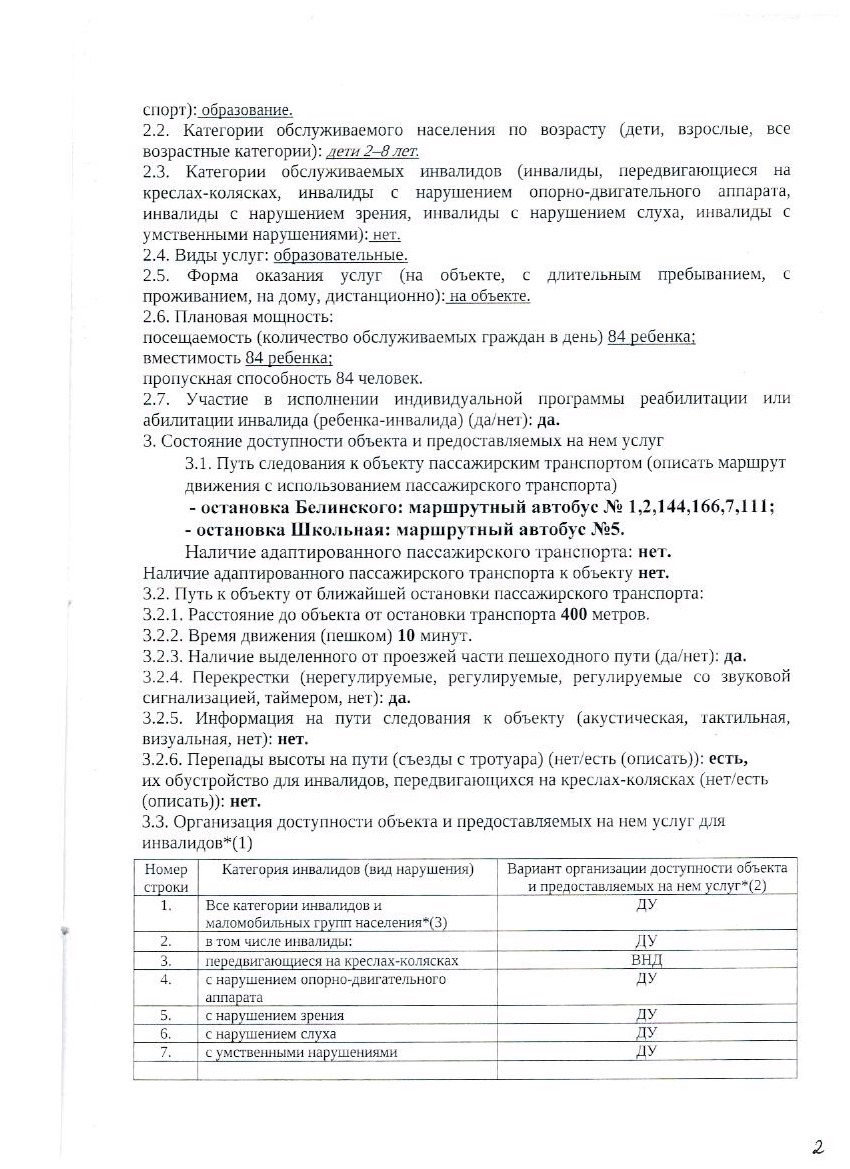 спорт): образование.
2.2. Категории обслуживаемого населения по возрасту (дети, взрослые, все
возрастные категории): дети 2–8 лет.
2.3. Категории обслуживаемых инвалидов (инвалиды, передвигающиеся на
креслах-колясках, инвалиды с нарушением опорно-двигательного аппарата,
инвалиды с нарушением зрения, инвалиды с нарушением слуха, инвалиды с
умственными нарушениями): нет.
2.4. Виды услуг: образовательные.
2.5. Форма оказания услуг (на объекте, с длительным пребыванием, с
проживанием, на дому, дистанционно): на объекте.
2.6. Плановая мощность:
посещаемость (количество обслуживаемых граждан в день) 84 ребенка;
вместимость 84 ребенка;
пропускная способность 84 человек.
2.7. Участие в исполнении индивидуальной программы реабилитации или
абилитации инвалида (ребенка-инвалида) (да/нет): да.
3. Состояние доступности объекта и предоставляемых на нем услуг
3.1. Путь следования к объекту пассажирским транспортом (описать маршрут
движения с использованием пассажирского транспорта)
- остановка Белинского: маршрутный автобус № 1,2,144,166,7,111;
- остановка Школьная: маршрутный автобус №5.
Наличие адаптированного пассажирского транспорта: нет.
Наличие адаптированного пассажирского транспорта к объекту нет.
3.2. Путь к объекту от ближайшей остановки пассажирского транспорта:
3.2.1. Расстояние до объекта от остановки транспорта 400 метров.
3.2.2. Время движения (пешком) 10 минут.
3.2.3. Наличие выделенного от проезжей части пешеходного пути (да/нет): да.
3.2.4. Перекрестки (нерегулируемые, регулируемые, регулируемые со звуковой
сигнализацией, таймером, нет): да.
3.2.5. Информация на пути следования к объекту (акустическая, тактильная,
визуальная, нет): нет.
3.2.6. Перепады высоты на пути (съезды с тротуара) (нет/есть (описать)): есть,
их обустройство для инвалидов, передвигающихся на креслах-колясках (нет/есть
(описать)): нет.
3.3. Организация доступности объекта и предоставляемых на нем услуг для
инвалидов*(1)
Номер Категория инвалидов (вид нарушения) Вариант организации доступности объекта
строки и предоставляемых на нем услуг*(2)
1. Все категории инвалидов и ДУ
маломобильных групп населения*(3)
2. в том числе инвалиды: ДУ
3. передвигающиеся на креслах-колясках ВНД
4. с нарушением опорно-двигательного ДУ
аппарата
5. с нарушением зрения ДУ
6. с нарушением слуха ДУ
7. с умственными нарушениями ДУ
2